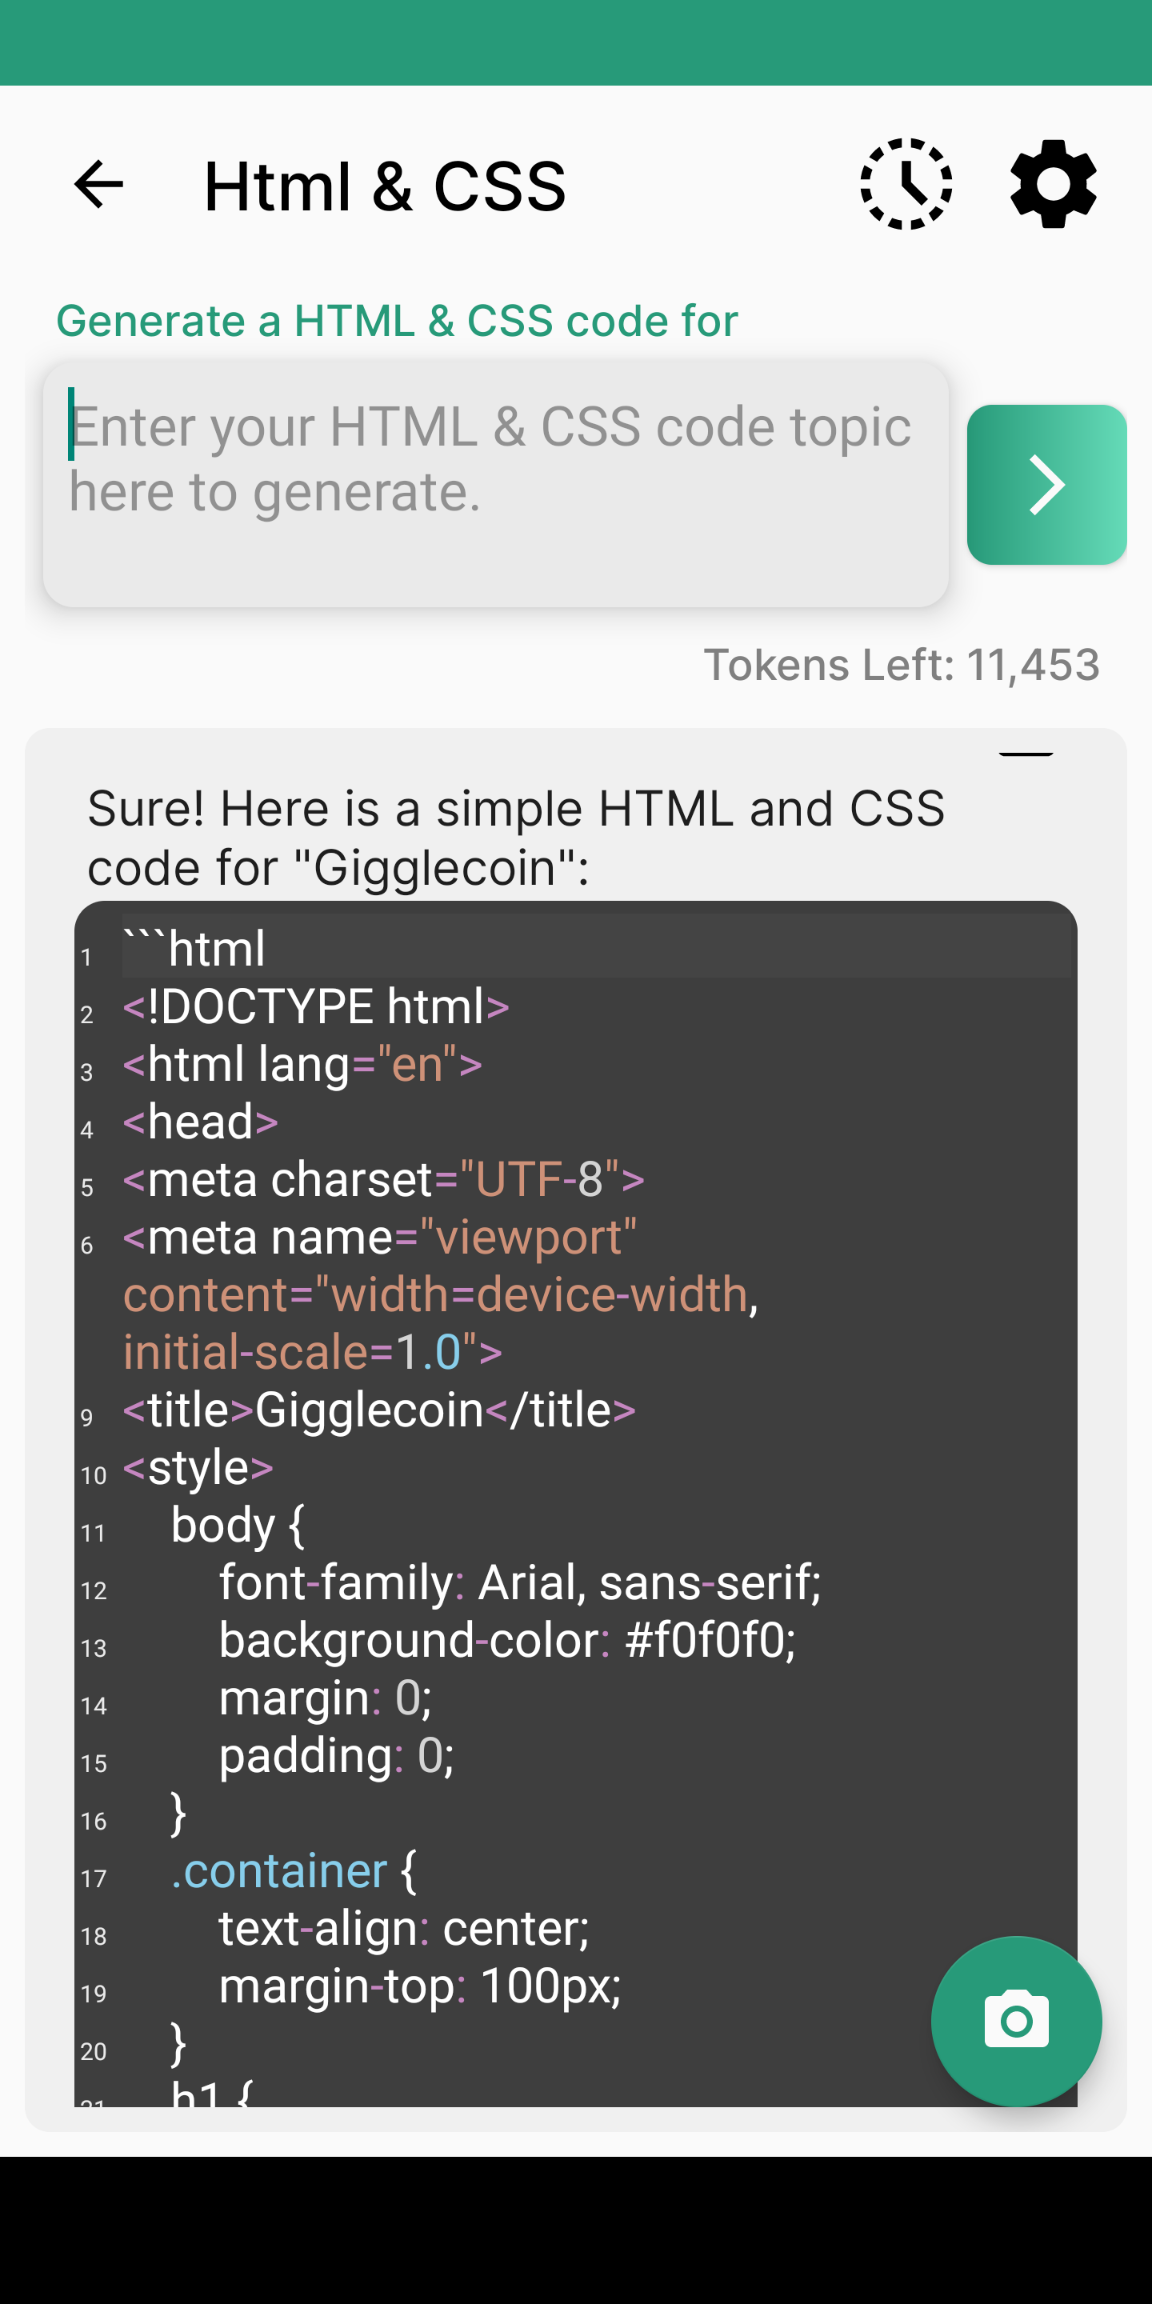 Html & CSS
Generate a HTML & CSS code for
Enter your HTML & CSS code topic
here to generate.
Tokens Left: 11,453
Sure! Here is a simple HTML and CSS
code for "Gigglecoin":
1 ```html
2 <!DOCTYPE html>
3 <html lang="en">
4 <head>
5 <meta charset="UTF-8">
6 <meta name="viewport"
content="width=device-width,
initial-scale=1.0">
9 <title>Gigglecoin</title>
10 <style>
11 body {
12 font-family: Arial, sans-serif;
13 background-color: #f0f0f0;
14 margin: 0;
15 padding: 0;
16 }
17 .container {
18 text-align: center;
19 margin-top: 100px;
20 }
21 h1 {